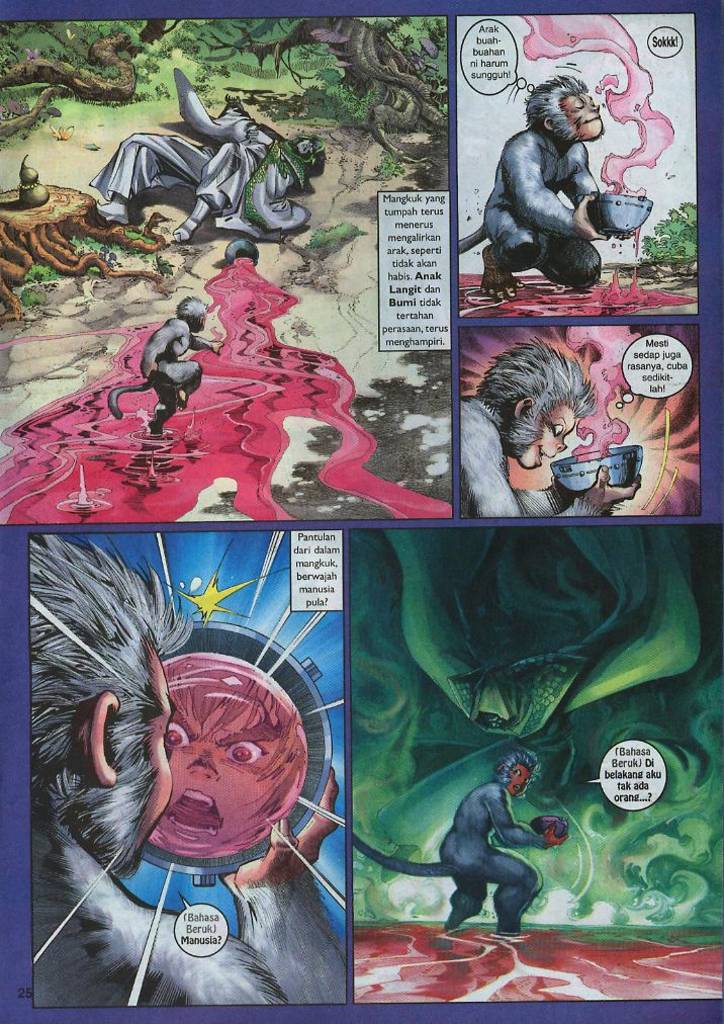 Mangkuk yang
tumpah terus
menerus
mengalirkan
arak, seperti
tidak akan
habis. Anak
Langit dan
Bumi tidak
tertahan
perasaan, terus
menghampiri.
Arak
buah-
buahan
ni harum
sungguh!
Sokkk!
Mesti
sedap juga
rasanya, cuba
sedikit-
lah!
Pantulan
dari dalam
mangkuk,
berwajah
manusia
pula?
(Bahasa
Beruk)
Manusia?
(Bahasa
Beruk) Di
belakang aku
tak ada
orang...?
25